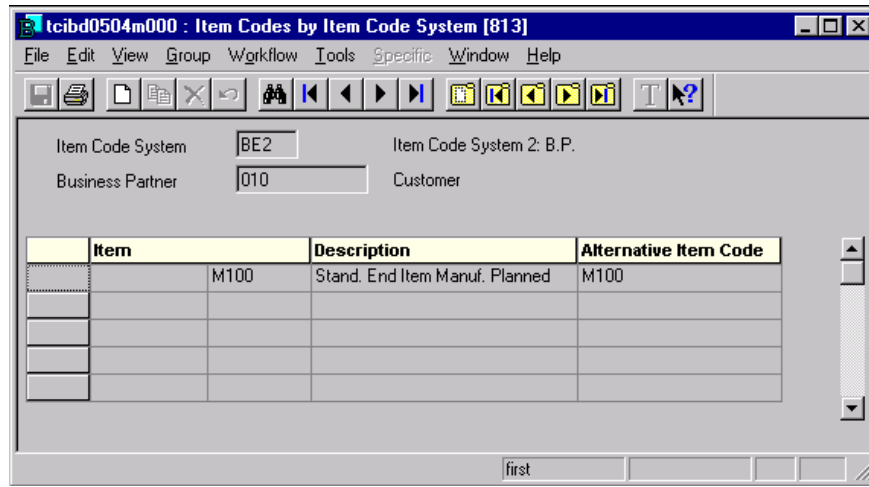 tcibd0504m000 : Item Codes by Item Code System [813]
File Edit View Group Workflow Tools Specific Window Help
T ?
Item Code System BE2 Item Code System 2: B.P.
Business Partner 010 Customer
Item Description Alternative Item Code
M100 Stand. End Item Manuf. Planned M100
first